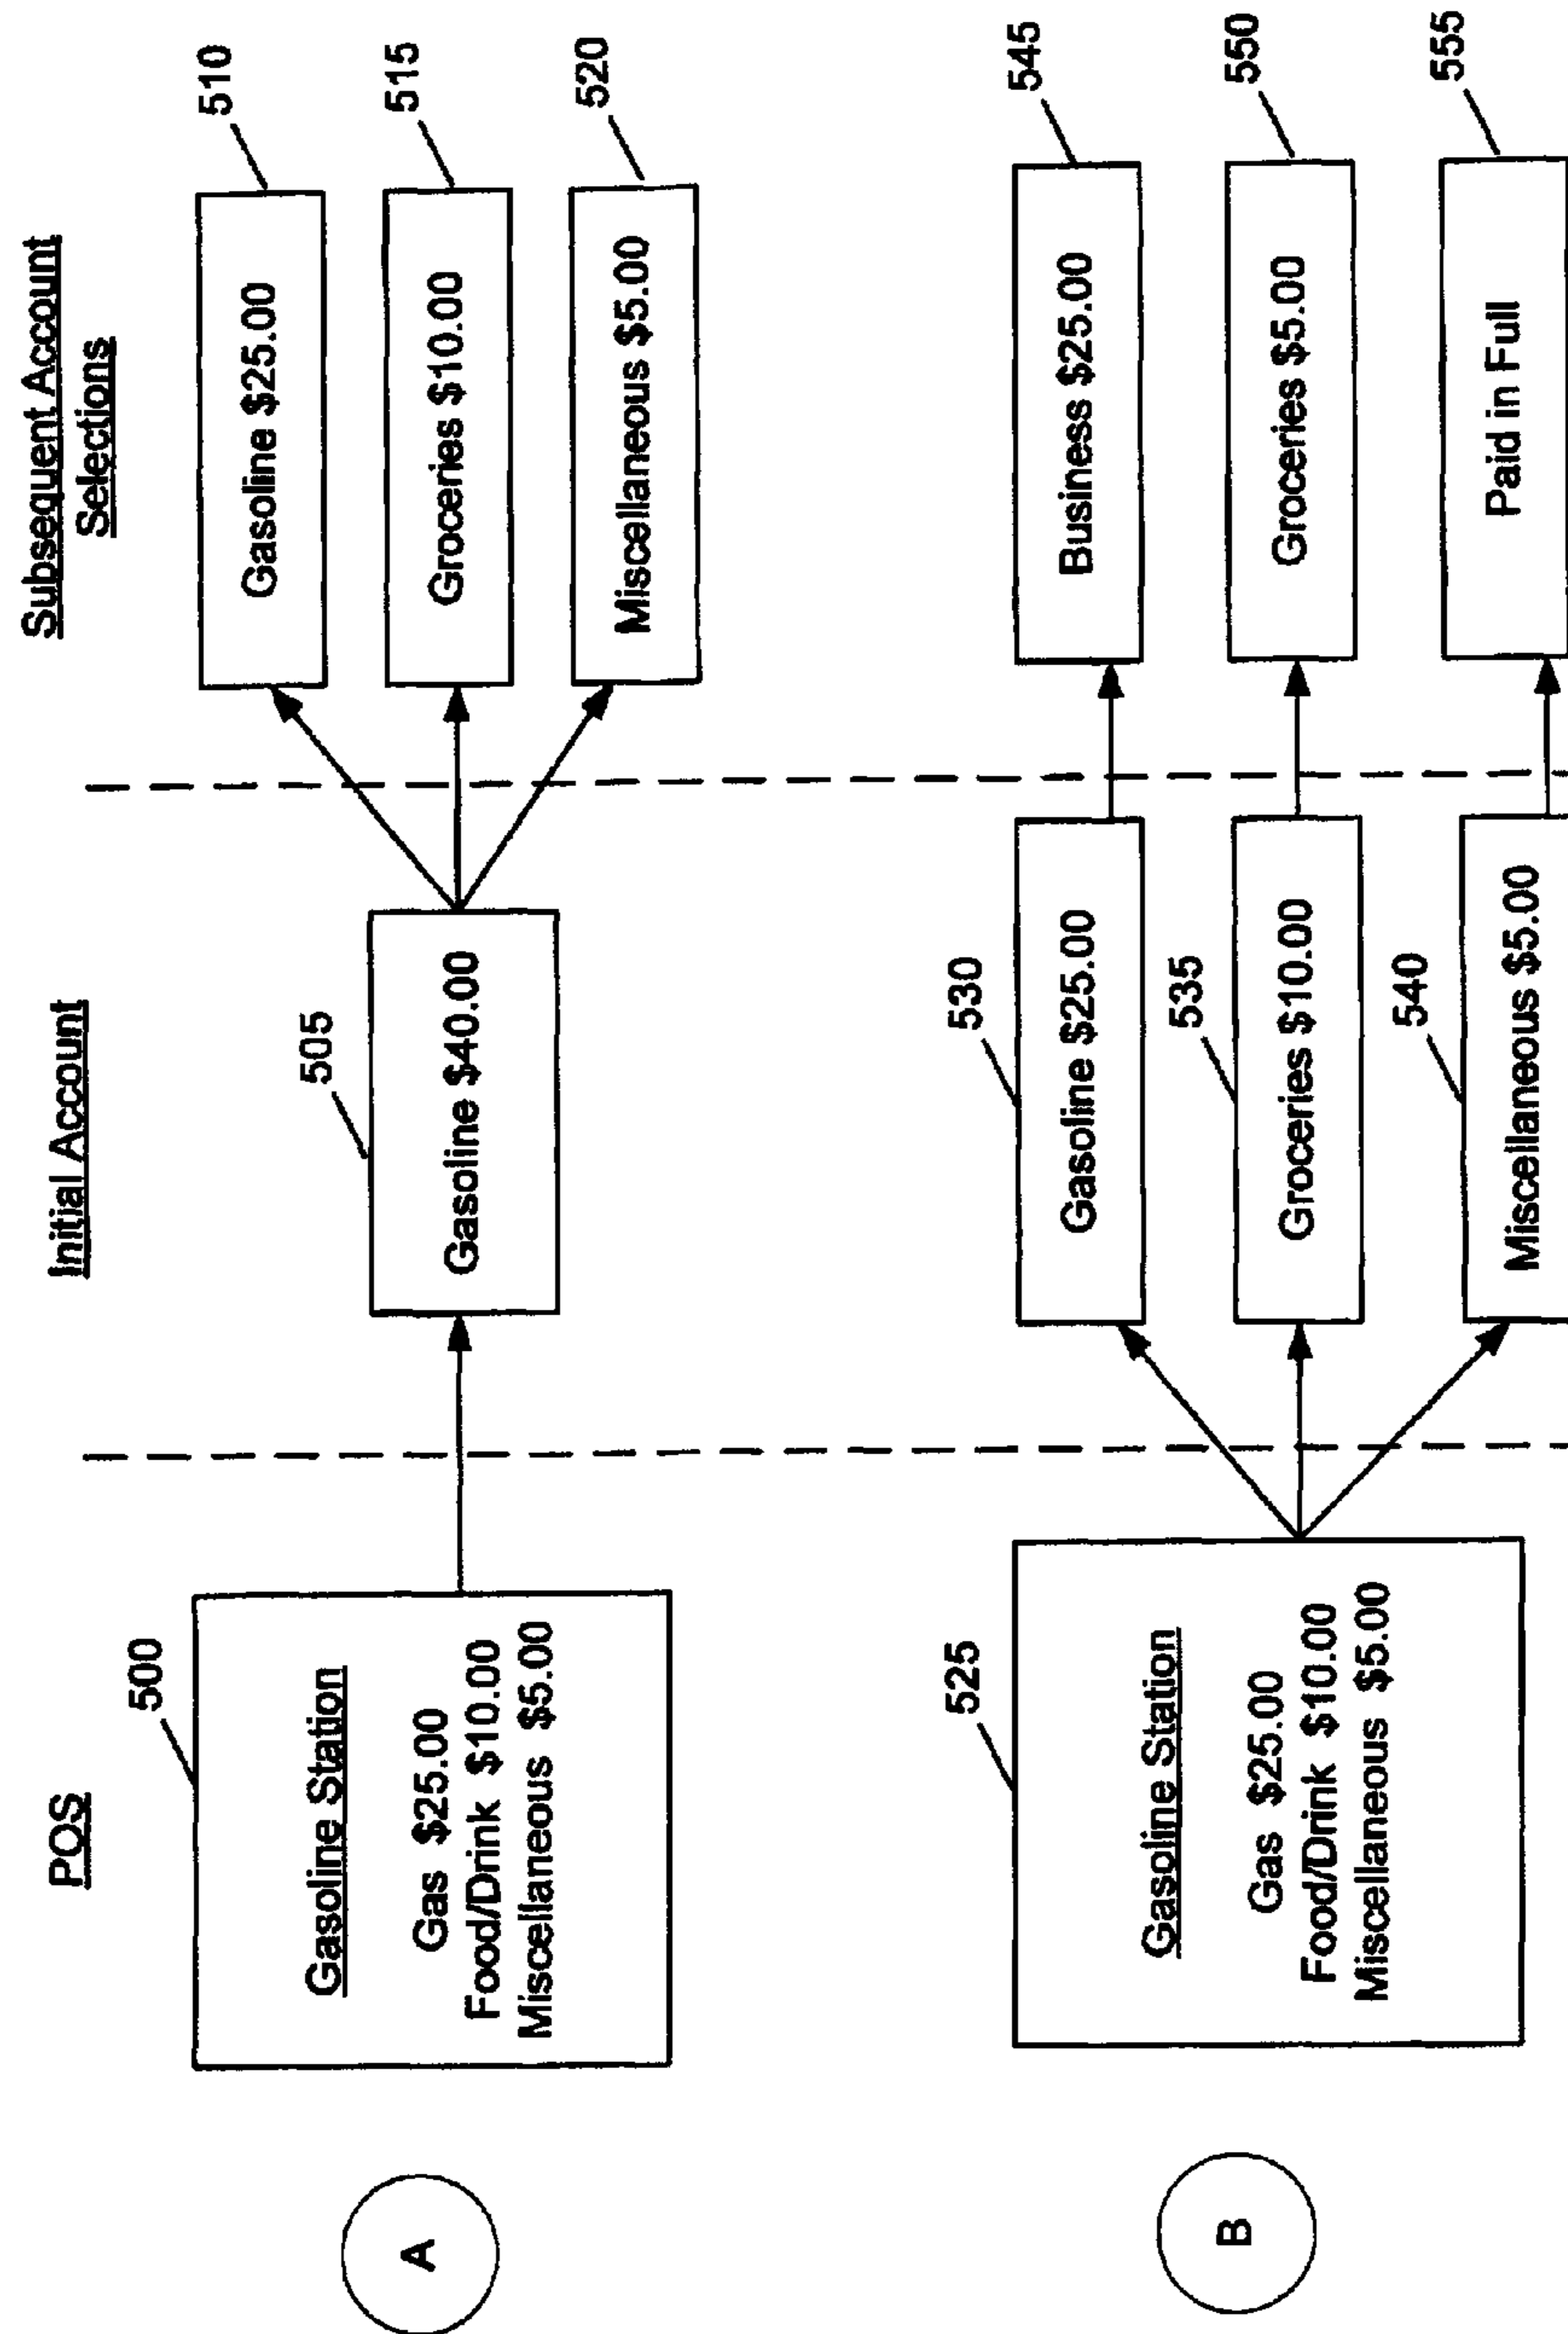 POS
Initial Account
Subsequent Account
Selections
A
500
Gasoline Station
Gas $25.00
Food/Drink $10.00
Miscellaneous $5.00
505
Gasoline $40.00
510
Gasoline $25.00
515
Groceries $10.00
520
Miscellaneous $5.00
B
525
Gasoline Station
Gas $25.00
Food/Drink $10.00
Miscellaneous $5.00
530
Gasoline $25.00
535
Groceries $10.00
540
Miscellaneous $5.00
545
Business $25.00
550
Groceries $5.00
555
Paid in Full